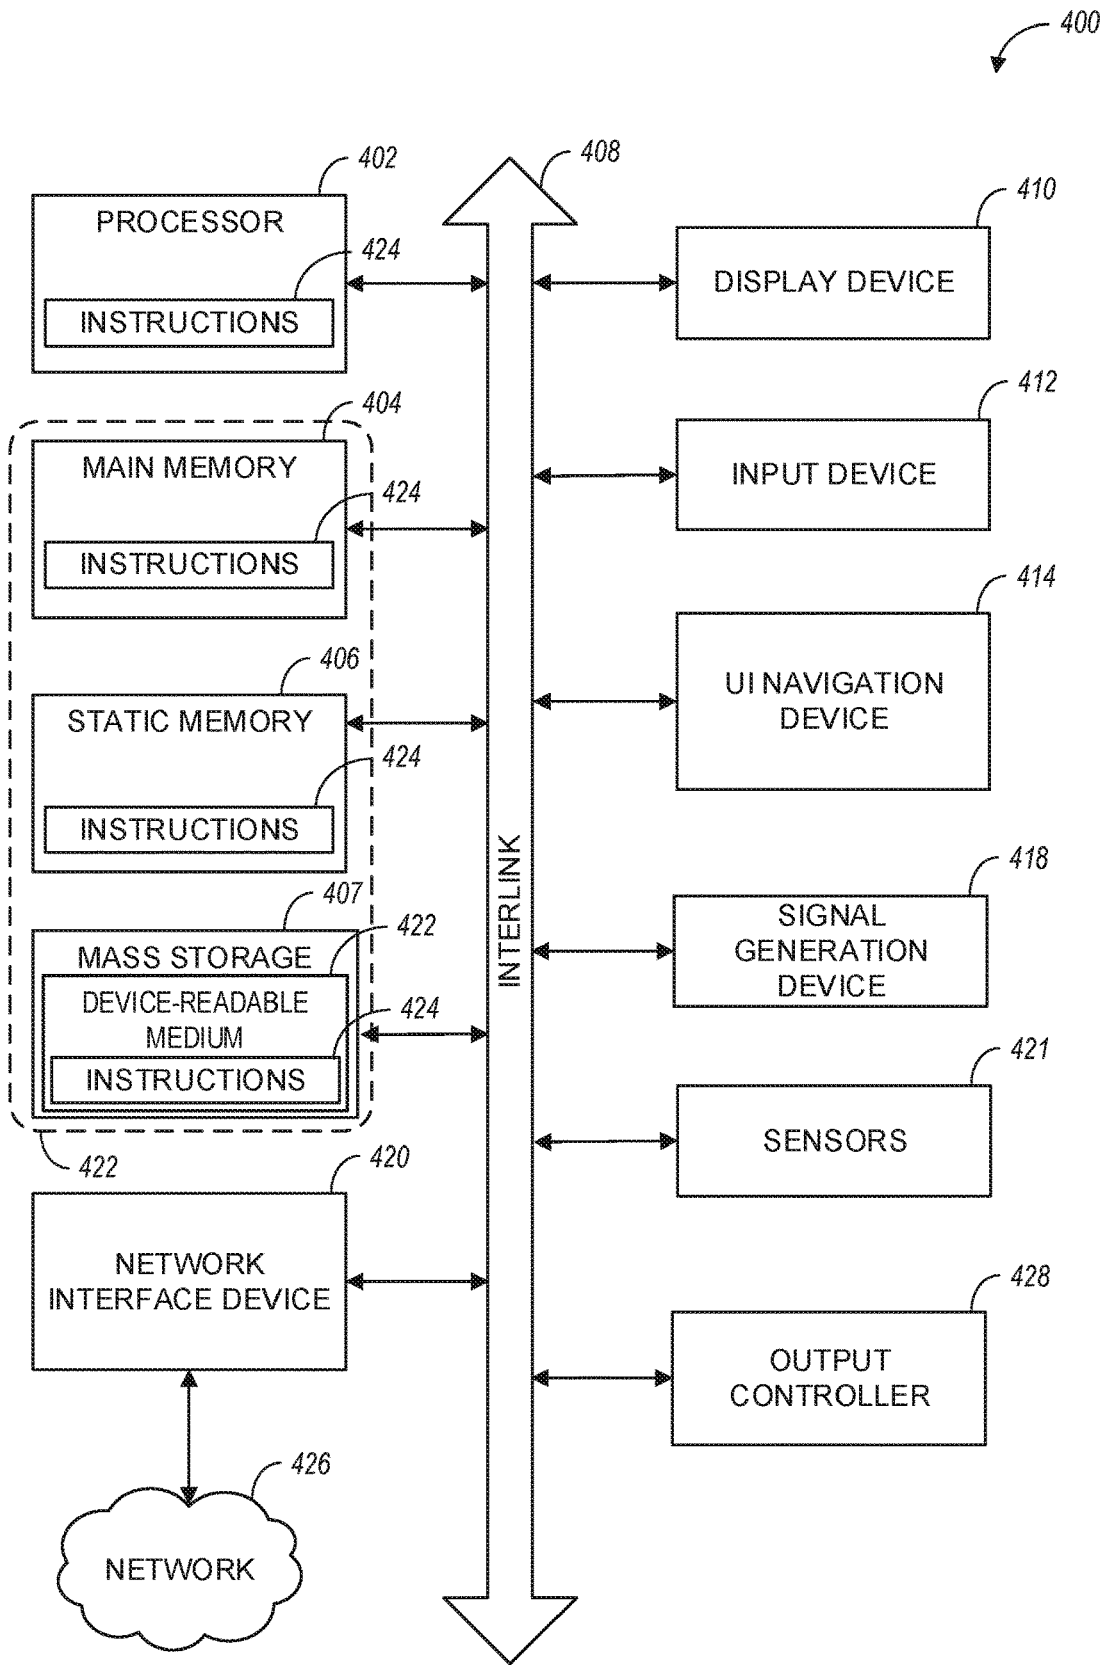 400
402
PROCESSOR
424
INSTRUCTIONS
404
MAIN MEMORY
424
INSTRUCTIONS
406
STATIC MEMORY
424
INSTRUCTIONS
407
MASS STORAGE
422
DEVICE-READABLE
MEDIUM
424
INSTRUCTIONS
422
420
NETWORK
INTERFACE DEVICE
426
NETWORK
408
INTERLINK
410
DISPLAY DEVICE
412
INPUT DEVICE
414
UI NAVIGATION
DEVICE
418
SIGNAL
GENERATION
DEVICE
421
SENSORS
428
OUTPUT
CONTROLLER